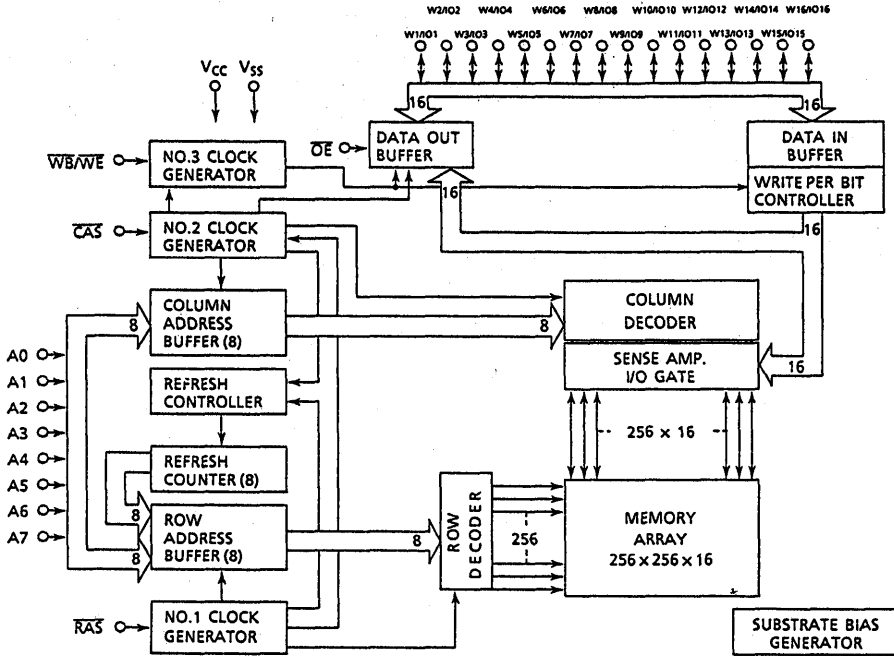 W2/IO2 W4/IO4 W6/IO6 W8/IO8 W10/IO10 W12/IO12 W14/IO14 W16/IO16
W1/IO1 W3/IO3 W5/IO5 W7/IO7 W9/IO9 W11/IO11 W13/IO13 W15/IO15
VCC VSS
16 16
OE
DATA OUT
BUFFER
DATA IN
BUFFER
WB/WE
NO.3 CLOCK
GENERATOR
WRITE PER BIT
CONTROLLER
16
16
CAS
NO.2 CLOCK
GENERATOR
COLUMN
ADDRESS
BUFFER (8)
8
8
COLUMN
DECODER
SENSE AMP.
I/O GATE
16
A0
A1
A2
A3
A4
A5
A6
A7
REFRESH
CONTROLLER
REFRESH
COUNTER (8)
256 x 16
8
8
ROW
ADDRESS
BUFFER (8)
8
ROW
DECODER
256
MEMORY
ARRAY
256 x 256 x 16
RAS
NO.1 CLOCK
GENERATOR
SUBSTRATE BIAS
GENERATOR